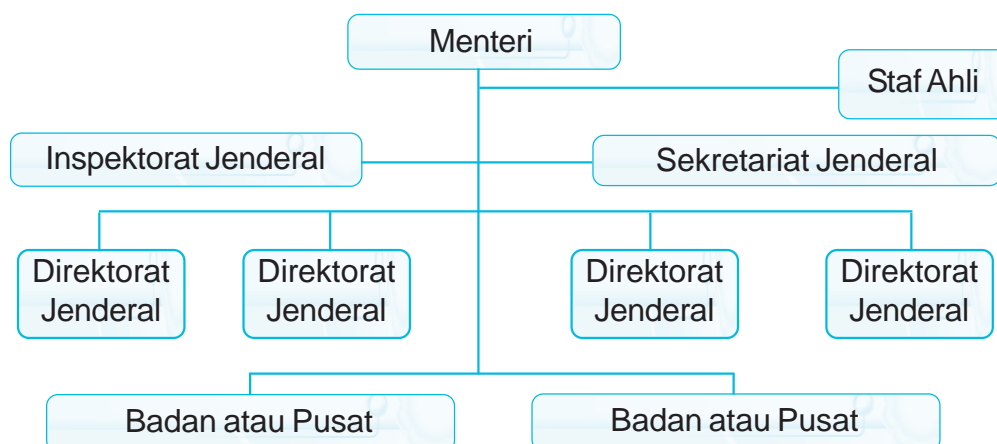 Menteri
Staf Ahli
Inspektorat Jenderal
Sekretariat Jenderal
Direktorat
Jenderal
Direktorat
Jenderal
Direktorat
Jenderal
Direktorat
Jenderal
Badan atau Pusat
Badan atau Pusat